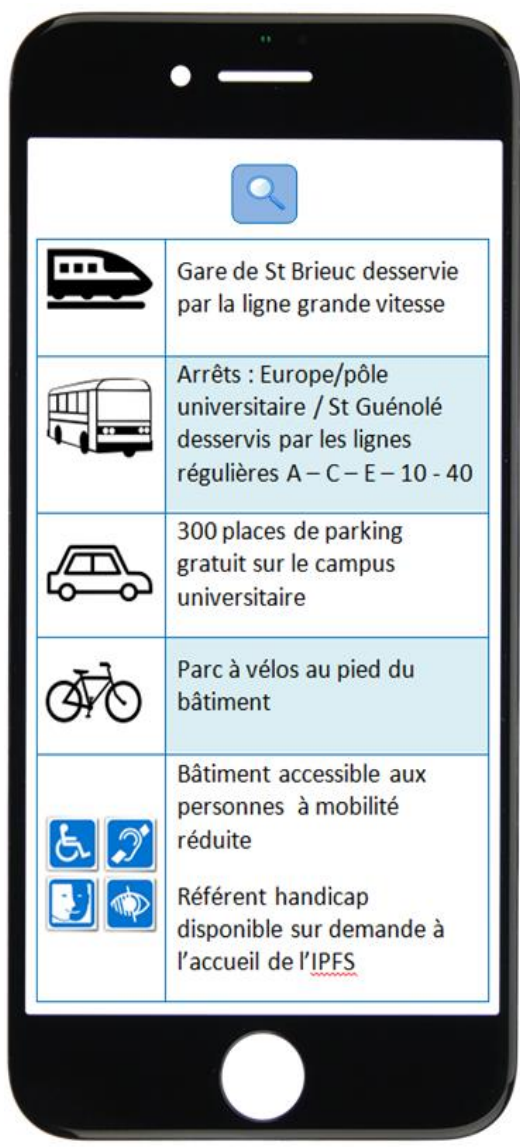 Gare de St Brieuc desservie
par la ligne grande vitesse
Arrêts : Europe/pôle
universitaire / St Guénolé
desservis par les lignes
régulières A – C – E – 10 - 40
300 places de parking
gratuit sur le campus
universitaire
Parc à vélos au pied du
bâtiment
Bâtiment accessible aux
personnes à mobilité
réduite
Référent handicap
disponible sur demande à
l’accueil de l’IPFS